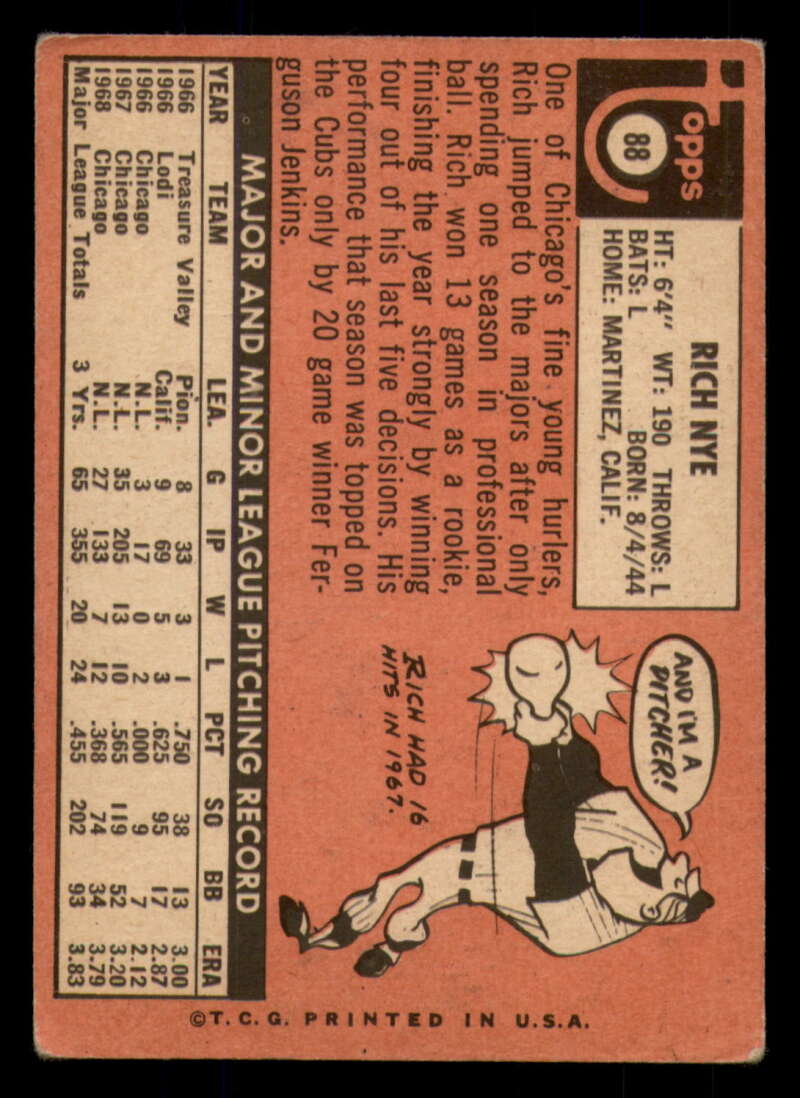 Topps
88
RICH NYE
HT: 6'4" WT: 190 THROWS: L
BATS: L BORN: 8/4/44
HOME: MARTINEZ, CALIF.
One of Chicago's fine young hurlers,
Rich jumped to the majors after only
spending one season in professional
ball. Rich won 13 games as a rookie,
finishing the year strongly by winning
four out of his last five decisions. His
performance that season was topped on
the Cubs only by 20 game winner Fer-
guson Jenkins.
AND I'M A
PITCHER!
RICH HAD 16
HITS IN 1967.
MAJOR AND MINOR LEAGUE PITCHING RECORD
YEAR TEAM LEA. G IP W L PCT SO BB ERA
1966 Treasure Valley Pion. 8 33 3 1 .750 38 13 3.00
1966 Lodi Calif. 9 69 5 3 .625 95 17 2.87
1966 Chicago N.L. 3 17 0 2 .000 9 7 2.12
1967 Chicago N.L. 35 205 13 10 .565 119 52 3.20
1968 Chicago N.L. 27 133 7 12 .368 74 34 3.79
Major League Totals 3 Yrs. 65 355 20 24 .455 202 93 3.83
©T.C.G. PRINTED IN U.S.A.